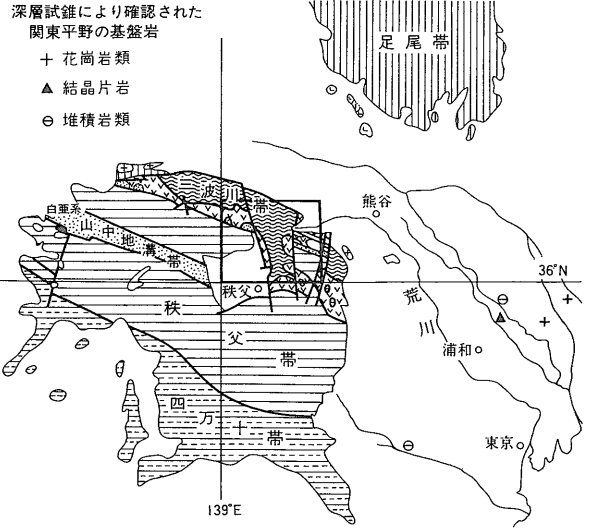 深層試錐により確認された
関東平野の基盤岩
花崗岩類
結晶片岩
堆積岩類
足尾帯
波川帯
白亜系
山中地溝帯
熊谷
36°N
秩父
荒川
秩父帯
浦和
四万十帯
東京
139°E